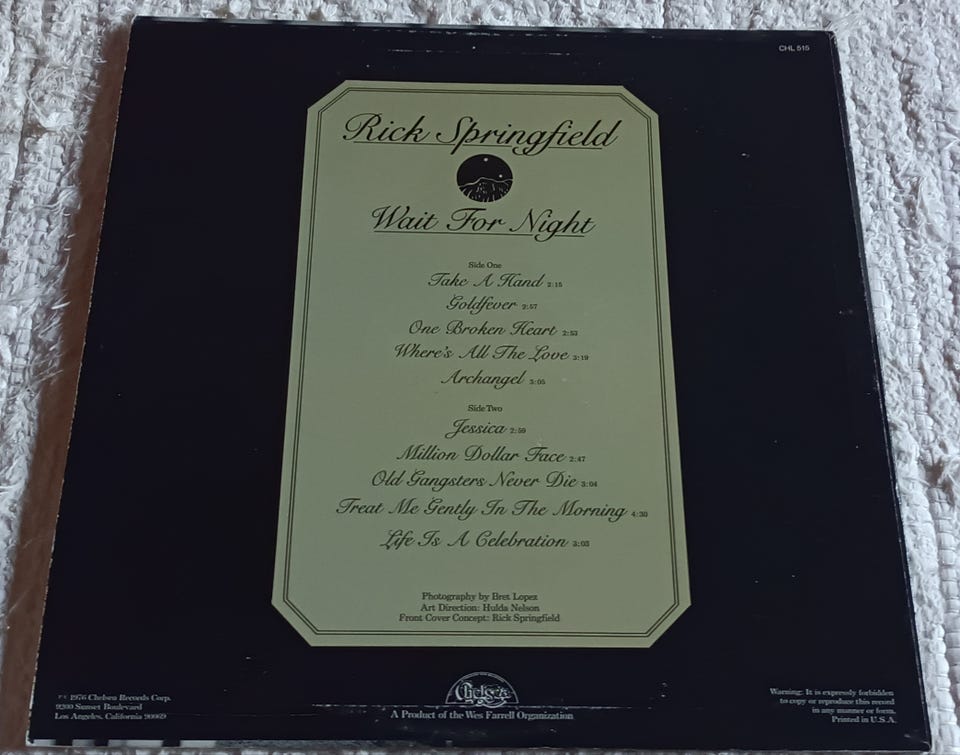 CHL 515
Rick Springfield
Wait For Night
Side One
Take A Hand 2:15
Goldfever 2:57
One Broken Heart 2:53
Where's All The Love 3:19
Archangel 3:05
Side Two
Jessica 2:59
Million Dollar Face 2:47
Old Gangsters Never Die 3:04
Treat Me Gently In The Morning 4:30
Life Is A Celebration 3:03
Photography by Bret Lopez
Art Direction: Hulda Nelson
Front Cover Concept: Rick Springfield
1976 Chelsea Records Corp.
9200 Sunset Boulevard
Los Angeles, California 90069
Chelsea
A Product of the Wes Farrell Organization
Warning: It is expressly forbidden
to copy or reproduce this record
in any manner or form.
Printed in U.S.A.